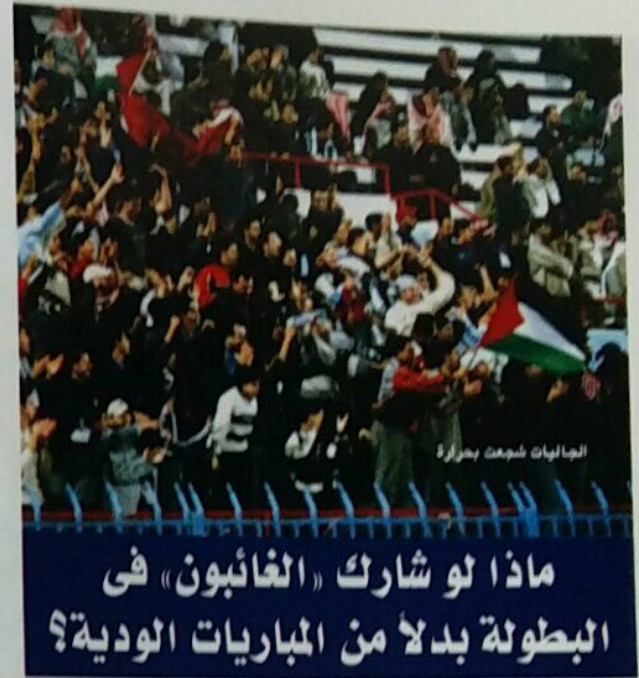 الجاليات شجعت بحرارة
ماذا لو شارك «الغائبون» فى
البطولة بدلاً من المباريات الودية؟